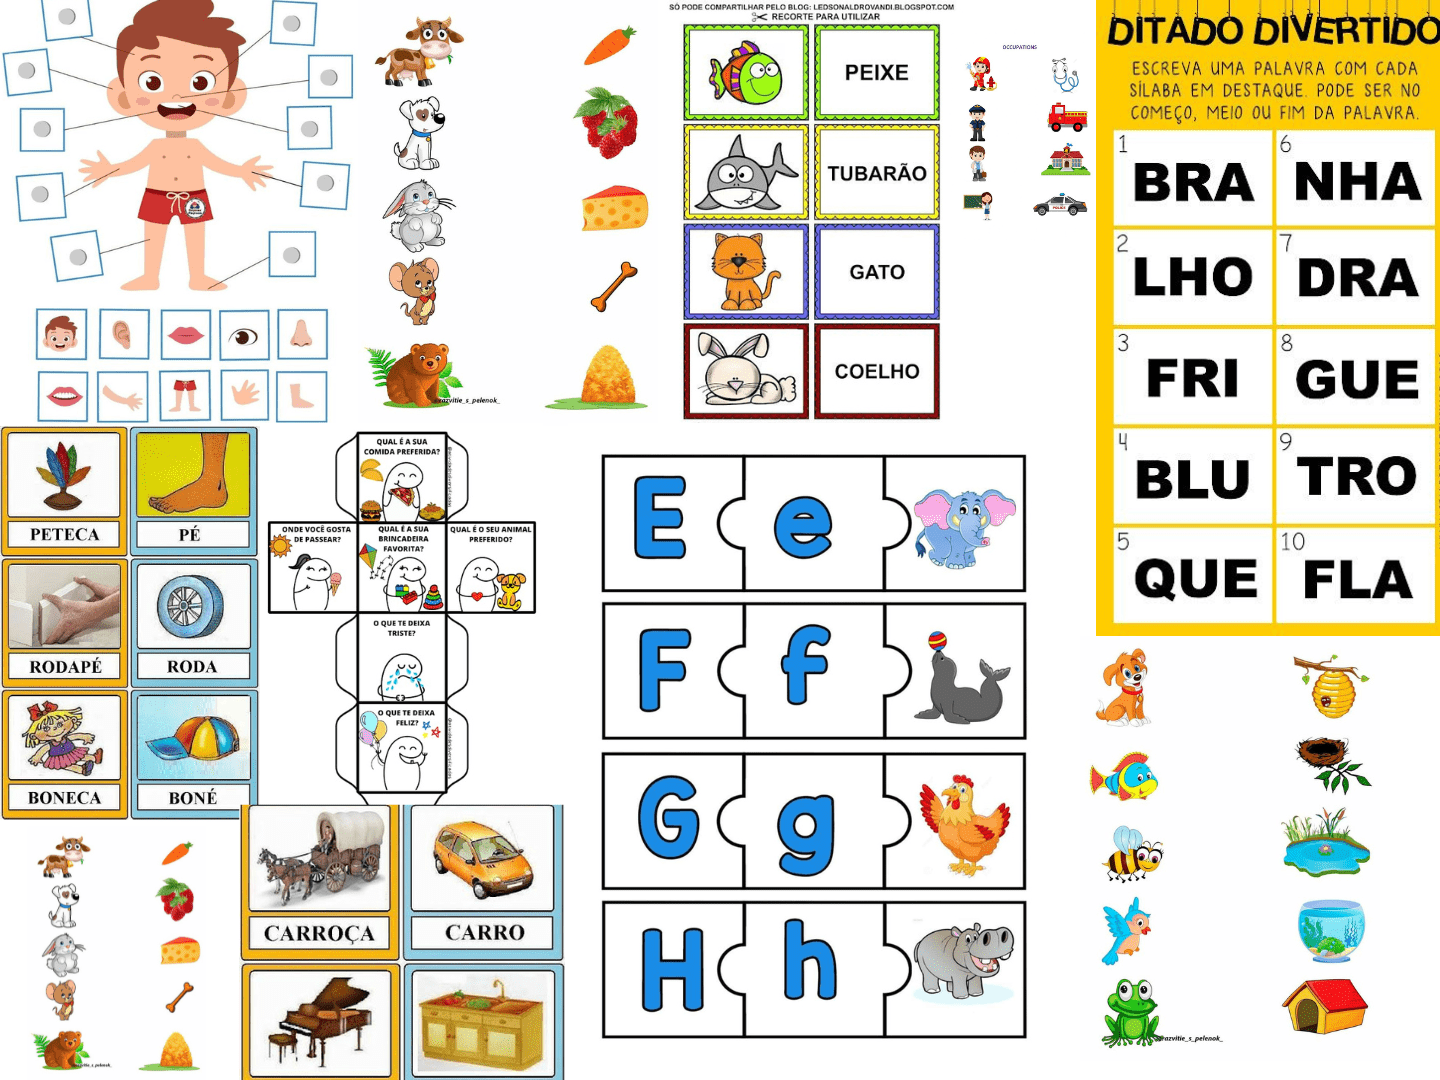 SÓ PODE COMPARTILHAR PELO BLOG: LEDSONALDROVANDI.BLOGSPOT.COM
RECORTE PARA UTILIZAR
PEIXE
TUBARÃO
GATO
COELHO
OCCUPATIONS
DITADO DIVERTIDO
ESCREVA UMA PALAVRA COM CADA
SÍLABA EM DESTAQUE. PODE SER NO
COMEÇO, MEIO OU FIM DA PALAVRA.
1 BRA
6 NHA
2 LHO
7 DRA
3 FRI
8 GUE
4 BLU
9 TRO
5 QUE
10 FLA
@razvitie_s_pelenok_
PETECA
PÉ
RODAPÉ
RODA
BONECA
BONÉ
QUAL É A SUA
COMIDA PREFERIDA?
ONDE VOCÊ GOSTA
DE PASSEAR?
QUAL É A SUA
BRINCADEIRA
FAVORITA?
QUAL É O SEU ANIMAL
PREFERIDO?
O QUE TE DEIXA
TRISTE?
O QUE TE DEIXA
FELIZ?
E e
F f
G g
H h
CARROÇA
CARRO
@razvitie_s_pelenok_
@razvitie_s_pelenok_